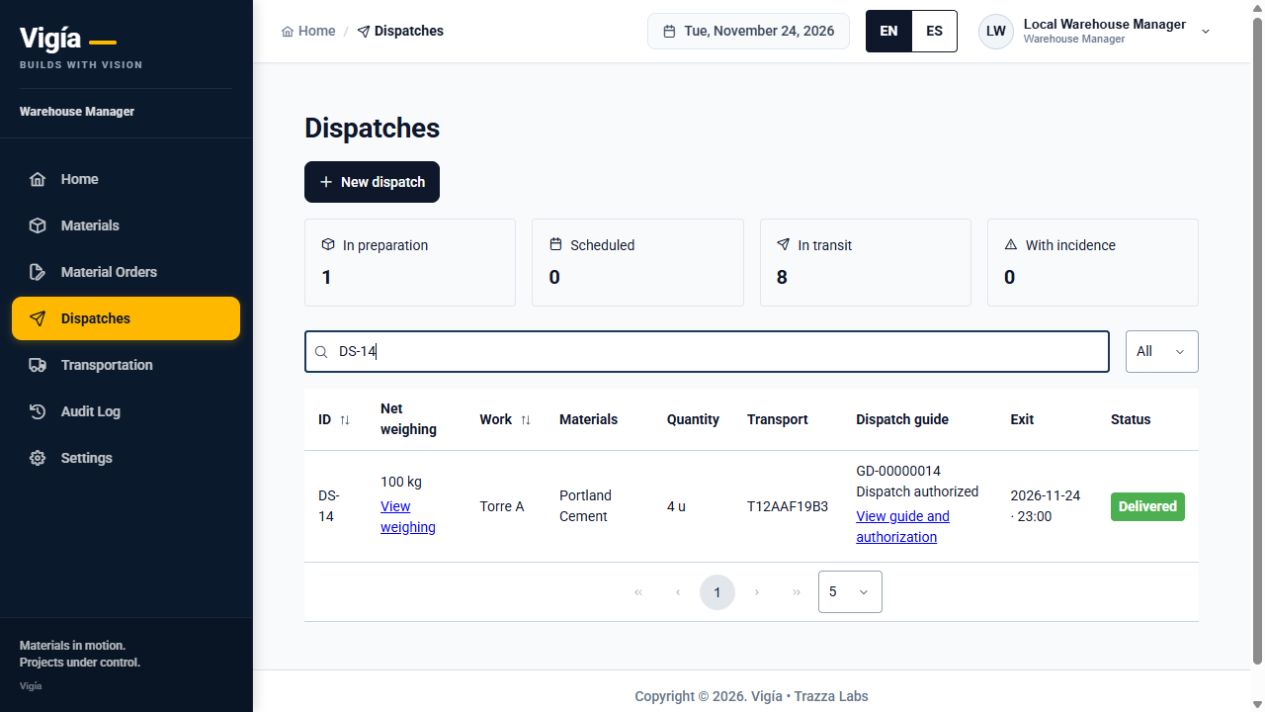 Vigía
BUILDS WITH VISION
Warehouse Manager
Home
Materials
Material Orders
Dispatches
Transportation
Audit Log
Settings
Materials in motion.
Projects under control.
Vigía
Home / Dispatches
Tue, November 24, 2026
EN ES
LW
Local Warehouse Manager
Warehouse Manager
Dispatches
+ New dispatch
In preparation
1
Scheduled
0
In transit
8
With incidence
0
DS-14
All
ID
Net
weighing
Work
Materials
Quantity
Transport
Dispatch guide
Exit
Status
DS-
14
100 kg
View
weighing
Torre A
Portland
Cement
4 u
T12AAF19B3
GD-00000014
Dispatch authorized
View guide and
authorization
2026-11-24
· 23:00
Delivered
« ‹ 1 › »
5
Copyright © 2026. Vigía • Trazza Labs